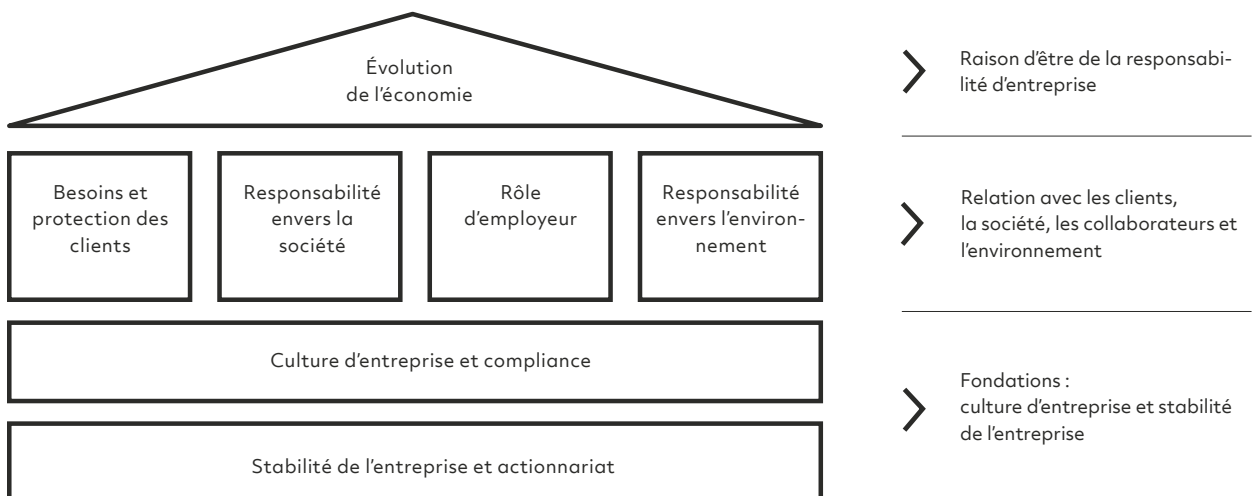 Évolution
de l'économie
Raison d'être de la responsabi-
lité d'entreprise
Besoins et
protection des
clients
Responsabilité
envers la
société
Rôle
d'employeur
Responsabilité
envers l'environ-
nement
Relation avec les clients,
la société, les collaborateurs et
l'environnement
Culture d'entreprise et compliance
Stabilité de l'entreprise et actionnariat
Fondations :
culture d'entreprise et stabilité
de l'entreprise